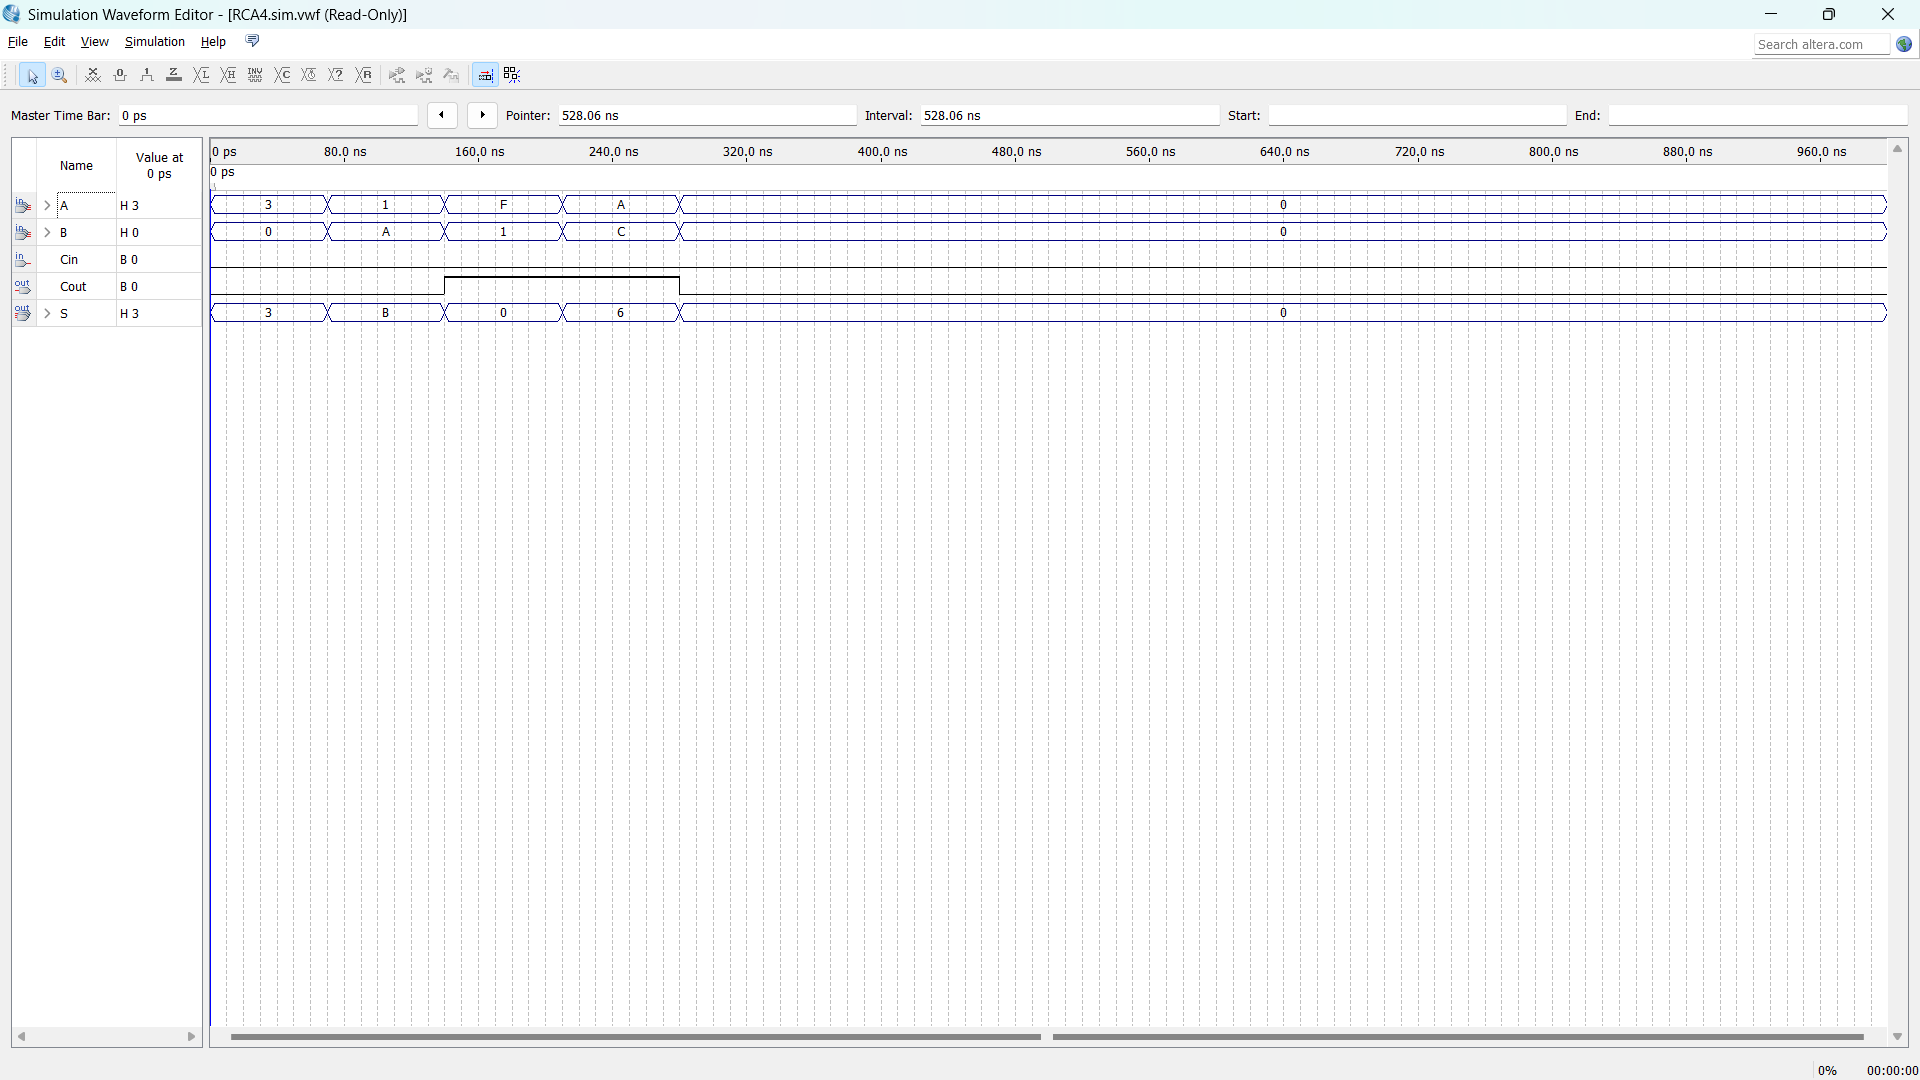 Simulation Waveform Editor - [RCA4.sim.vwf (Read-Only)]
File Edit View Simulation Help
Search altera.com
Master Time Bar: 0 ps Pointer: 528.06 ns Interval: 528.06 ns Start: End:
Name Value at 0 ps
0 ps 80.0 ns 160.0 ns 240.0 ns 320.0 ns 400.0 ns 480.0 ns 560.0 ns 640.0 ns 720.0 ns 800.0 ns 880.0 ns 960.0 ns
0 ps
in A H 3 3 1 F A 0
in B H 0 0 A 1 C 0
in Cin B 0
out Cout B 0
out S H 3 3 B 0 6 0
0% 00:00:00